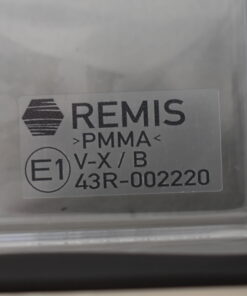 REMIS
>PMMA<
V-X / B
E1
43R-002220